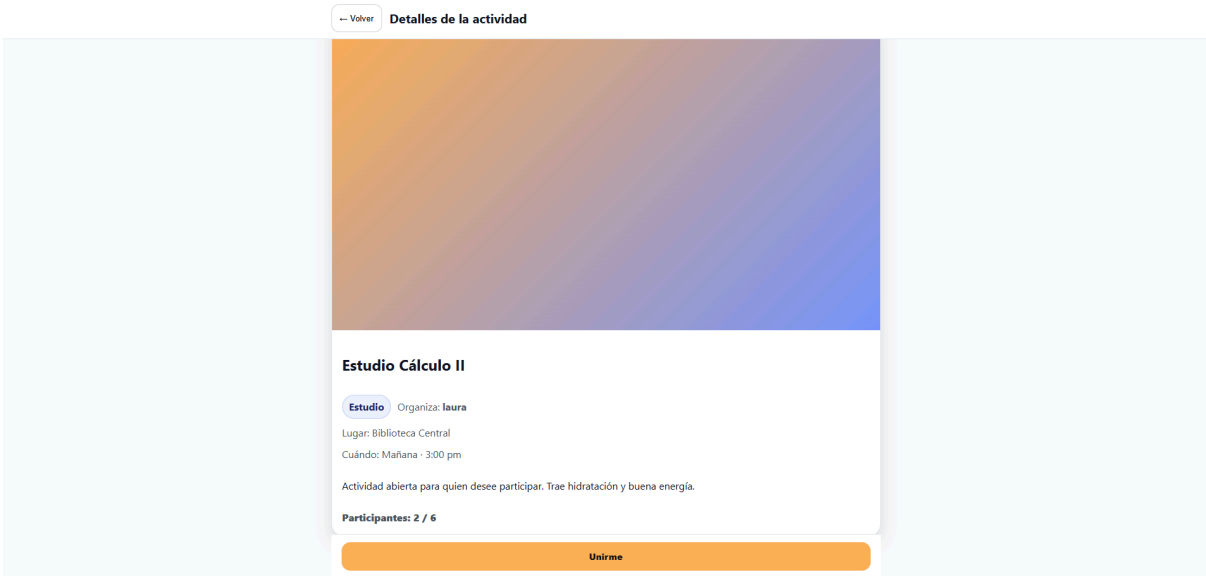 ← Volver Detalles de la actividad
Estudio Cálculo II
Estudio Organiza: laura
Lugar: Biblioteca Central
Cuándo: Mañana · 3:00 pm
Actividad abierta para quien desee participar. Trae hidratación y buena energía.
Participantes: 2 / 6
Unirme